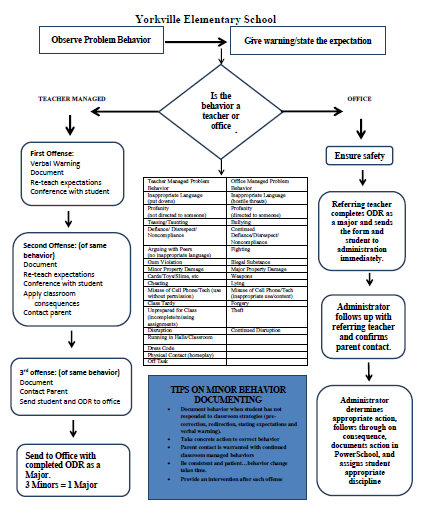 Yorkville Elementary School
Observe Problem Behavior
Give warning/state the expectation
Is the
behavior a
teacher or
office
TEACHER MANAGED
OFFICE
First Offense:
Verbal Warning
Document
Re-teach expectations
Conference with student
Second Offense: (of same
behavior)
Document
Re-teach expectations
Conference with student
Apply classroom
consequences
Contact parent
3rd offense: (of same behavior)
Document
Contact Parent
Send student and ODR to office
Send to Office with
completed ODR as a
Major.
3 Minors = 1 Major
Teacher Managed Problem
Behavior
Office Managed Problem
Behavior
Inappropriate Language
(put downs)
Inappropriate Language
(hostile threats)
Profanity
(not directed to someone)
Profanity
(directed to someone)
Teasing/Taunting
Bullying
Defiance/ Disrespect/
Noncompliance
Continued
Defiance/Disrespect/
Noncompliance
Arguing with Peers
(no inappropriate language)
Fighting
Gum Violation
Illegal Substance
Minor Property Damage
Major Property Damage
Cards/Toys/Slime, etc
Weapons
Cheating
Lying
Misuse of Cell Phone/Tech (use
without permission)
Misuse of Cell Phone/Tech
(inappropriate use/content)
Class Tardy
Forgery
Unprepared for Class
(incomplete/missing
assignments)
Theft
Disruption
Continued Disruption
Running in Halls/Classroom
Dress Code
Physical Contact (horseplay)
Off Task
TIPS ON MINOR BEHAVIOR
DOCUMENTING
• Document behavior when student has not
responded to classroom strategies (pre-
correction, redirection, stating expectations and
verbal warning).
• Take concrete action to correct behavior
• Parent contact is warranted with continued
classroom managed behaviors
• Be consistent and patient…behavior change
takes time.
• Provide an intervention after each offense
Ensure safety
Referring teacher
completes ODR as
a major and sends
the form and
student to
administration
immediately.
Administrator
follows up with
referring teacher
and confirms
parent contact.
Administrator
determines
appropriate action,
follows through on
consequence,
documents action in
PowerSchool, and
assigns student
appropriate
discipline